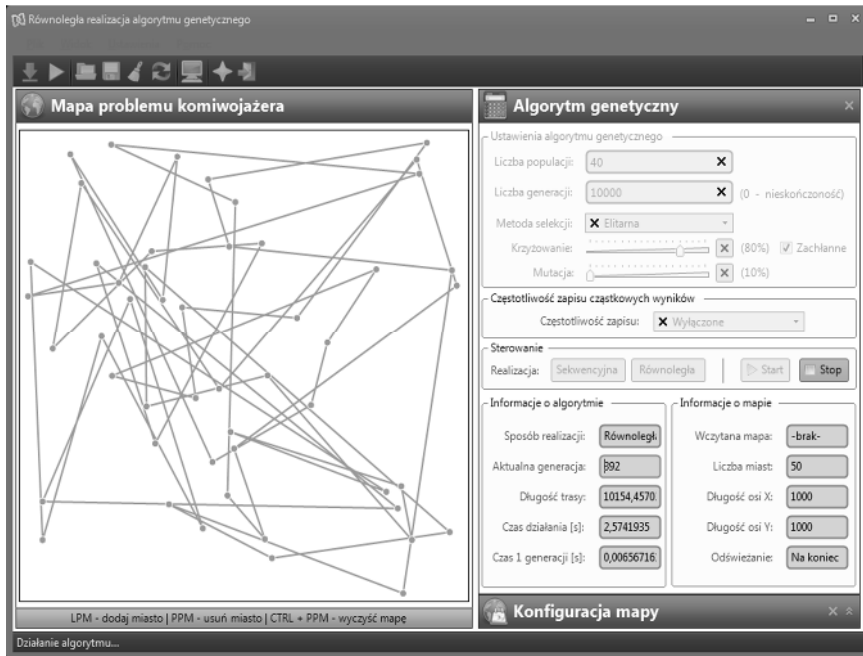 Równoległa realizacja algorytmu genetycznego
Mapa problemu komiwojażera
LPM - dodaj miasto | PPM - usuń miasto | CTRL + PPM - wyczyść mapę
Działanie algorytmu...
Algorytm genetyczny
Ustawienia algorytmu genetycznego
Liczba populacji: 40
Liczba generacji: 10000 (0 - nieskończoność)
Metoda selekcji: Elitarna
Krzyżowanie: (80%) Zachłanne
Mutacja: (10%)
Częstotliwość zapisu cząstkowych wyników
Częstotliwość zapisu: Wyłączone
Sterowanie
Realizacja: Sekwencyjna Równoległa Start Stop
Informacje o algorytmie
Sposób realizacji: Równoległa
Aktualna generacja: 392
Długość trasy: 10154,4570
Czas działania [s]: 2,5741935
Czas 1 generacji [s]: 0,00656716
Informacje o mapie
Wczytana mapa: -brak-
Liczba miast: 50
Długość osi X: 1000
Długość osi Y: 1000
Odświeżanie: Na koniec
Konfiguracja mapy